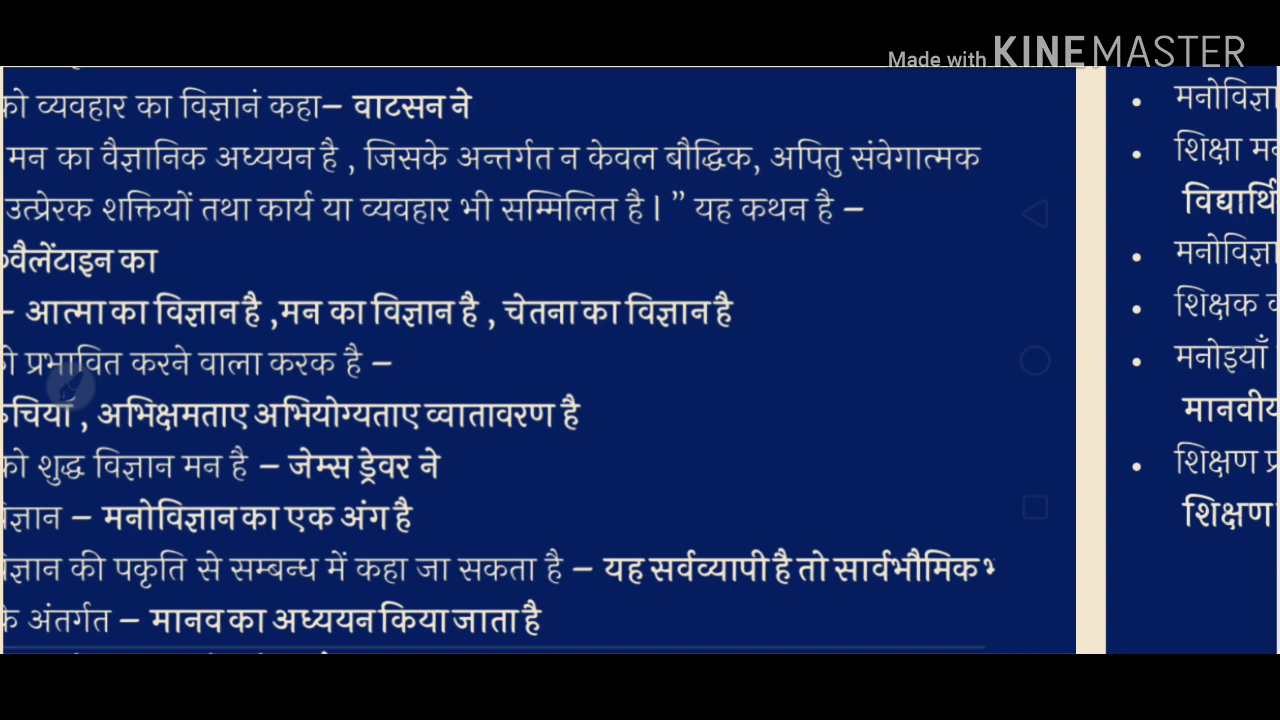 Made with KINEMASTER
को व्यवहार का विज्ञानं कहा– वाटसन ने
मन का वैज्ञानिक अध्ययन है , जिसके अन्तर्गत न केवल बौद्धिक, अपितु संवेगात्मक
उत्प्रेरक शक्तियों तथा कार्य या व्यवहार भी सम्मिलित है। ” यह कथन है –
वैलेंटाइन का
– आत्मा का विज्ञान है ,मन का विज्ञान है , चेतना का विज्ञान है
प्रभावित करने वाला करक है –
, अभिक्षमताए अभियोग्यताए व्वातावरण है
को शुद्ध विज्ञान मन है – जेम्स ड्रेवर ने
– मनोविज्ञान का एक अंग है
की पकृति से सम्बन्ध में कहा जा सकता है – यह सर्वव्यापी है तो सार्वभौमिक
के अंतर्गत – मानव का अध्ययन किया जाता है
• 
• शिक्षा
• 
• शिक्षक
• मनोइयाँ
• शिक्षण
शिक्षण